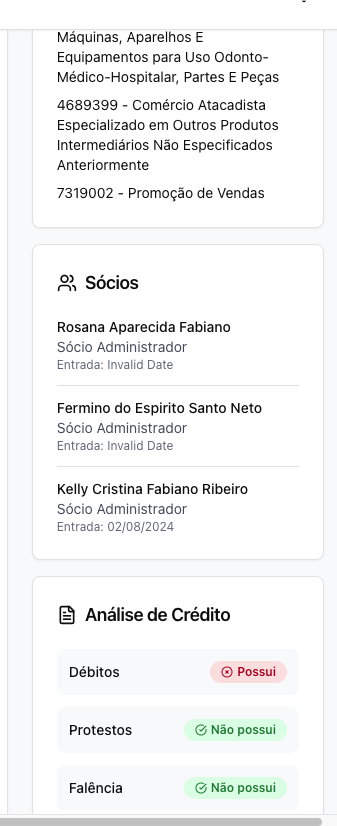 Máquinas, Aparelhos E
Equipamentos para Uso Odonto-
Médico-Hospitalar, Partes E Peças
4689399 - Comércio Atacadista
Especializado em Outros Produtos
Intermediários Não Especificados
Anteriormente
7319002 - Promoção de Vendas
Sócios
Rosana Aparecida Fabiano
Sócio Administrador
Entrada: Invalid Date
Fermino do Espirito Santo Neto
Sócio Administrador
Entrada: Invalid Date
Kelly Cristina Fabiano Ribeiro
Sócio Administrador
Entrada: 02/08/2024
Análise de Crédito
Débitos Possui
Protestos Não possui
Falência Não possui